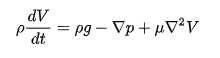 ρ dV/dt = ρg − ∇p + μ∇²V